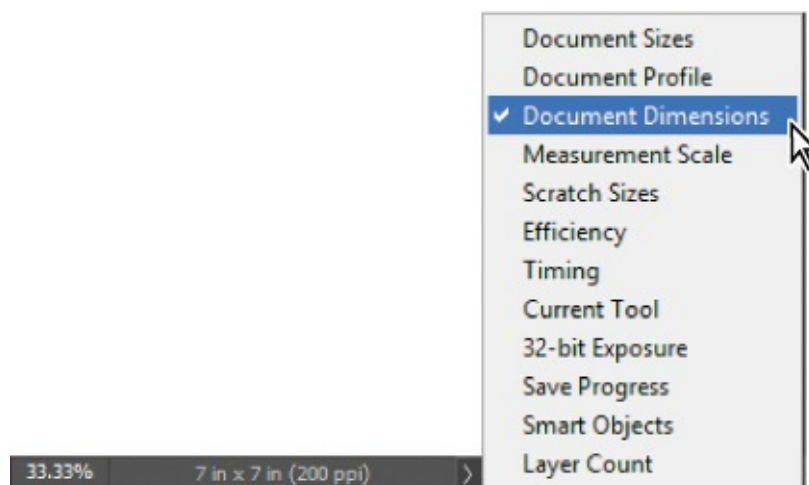 Document Sizes
Document Profile
Document Dimensions
Measurement Scale
Scratch Sizes
Efficiency
Timing
Current Tool
32-bit Exposure
Save Progress
Smart Objects
Layer Count
33.33% 7 in x 7 in (200 ppi)